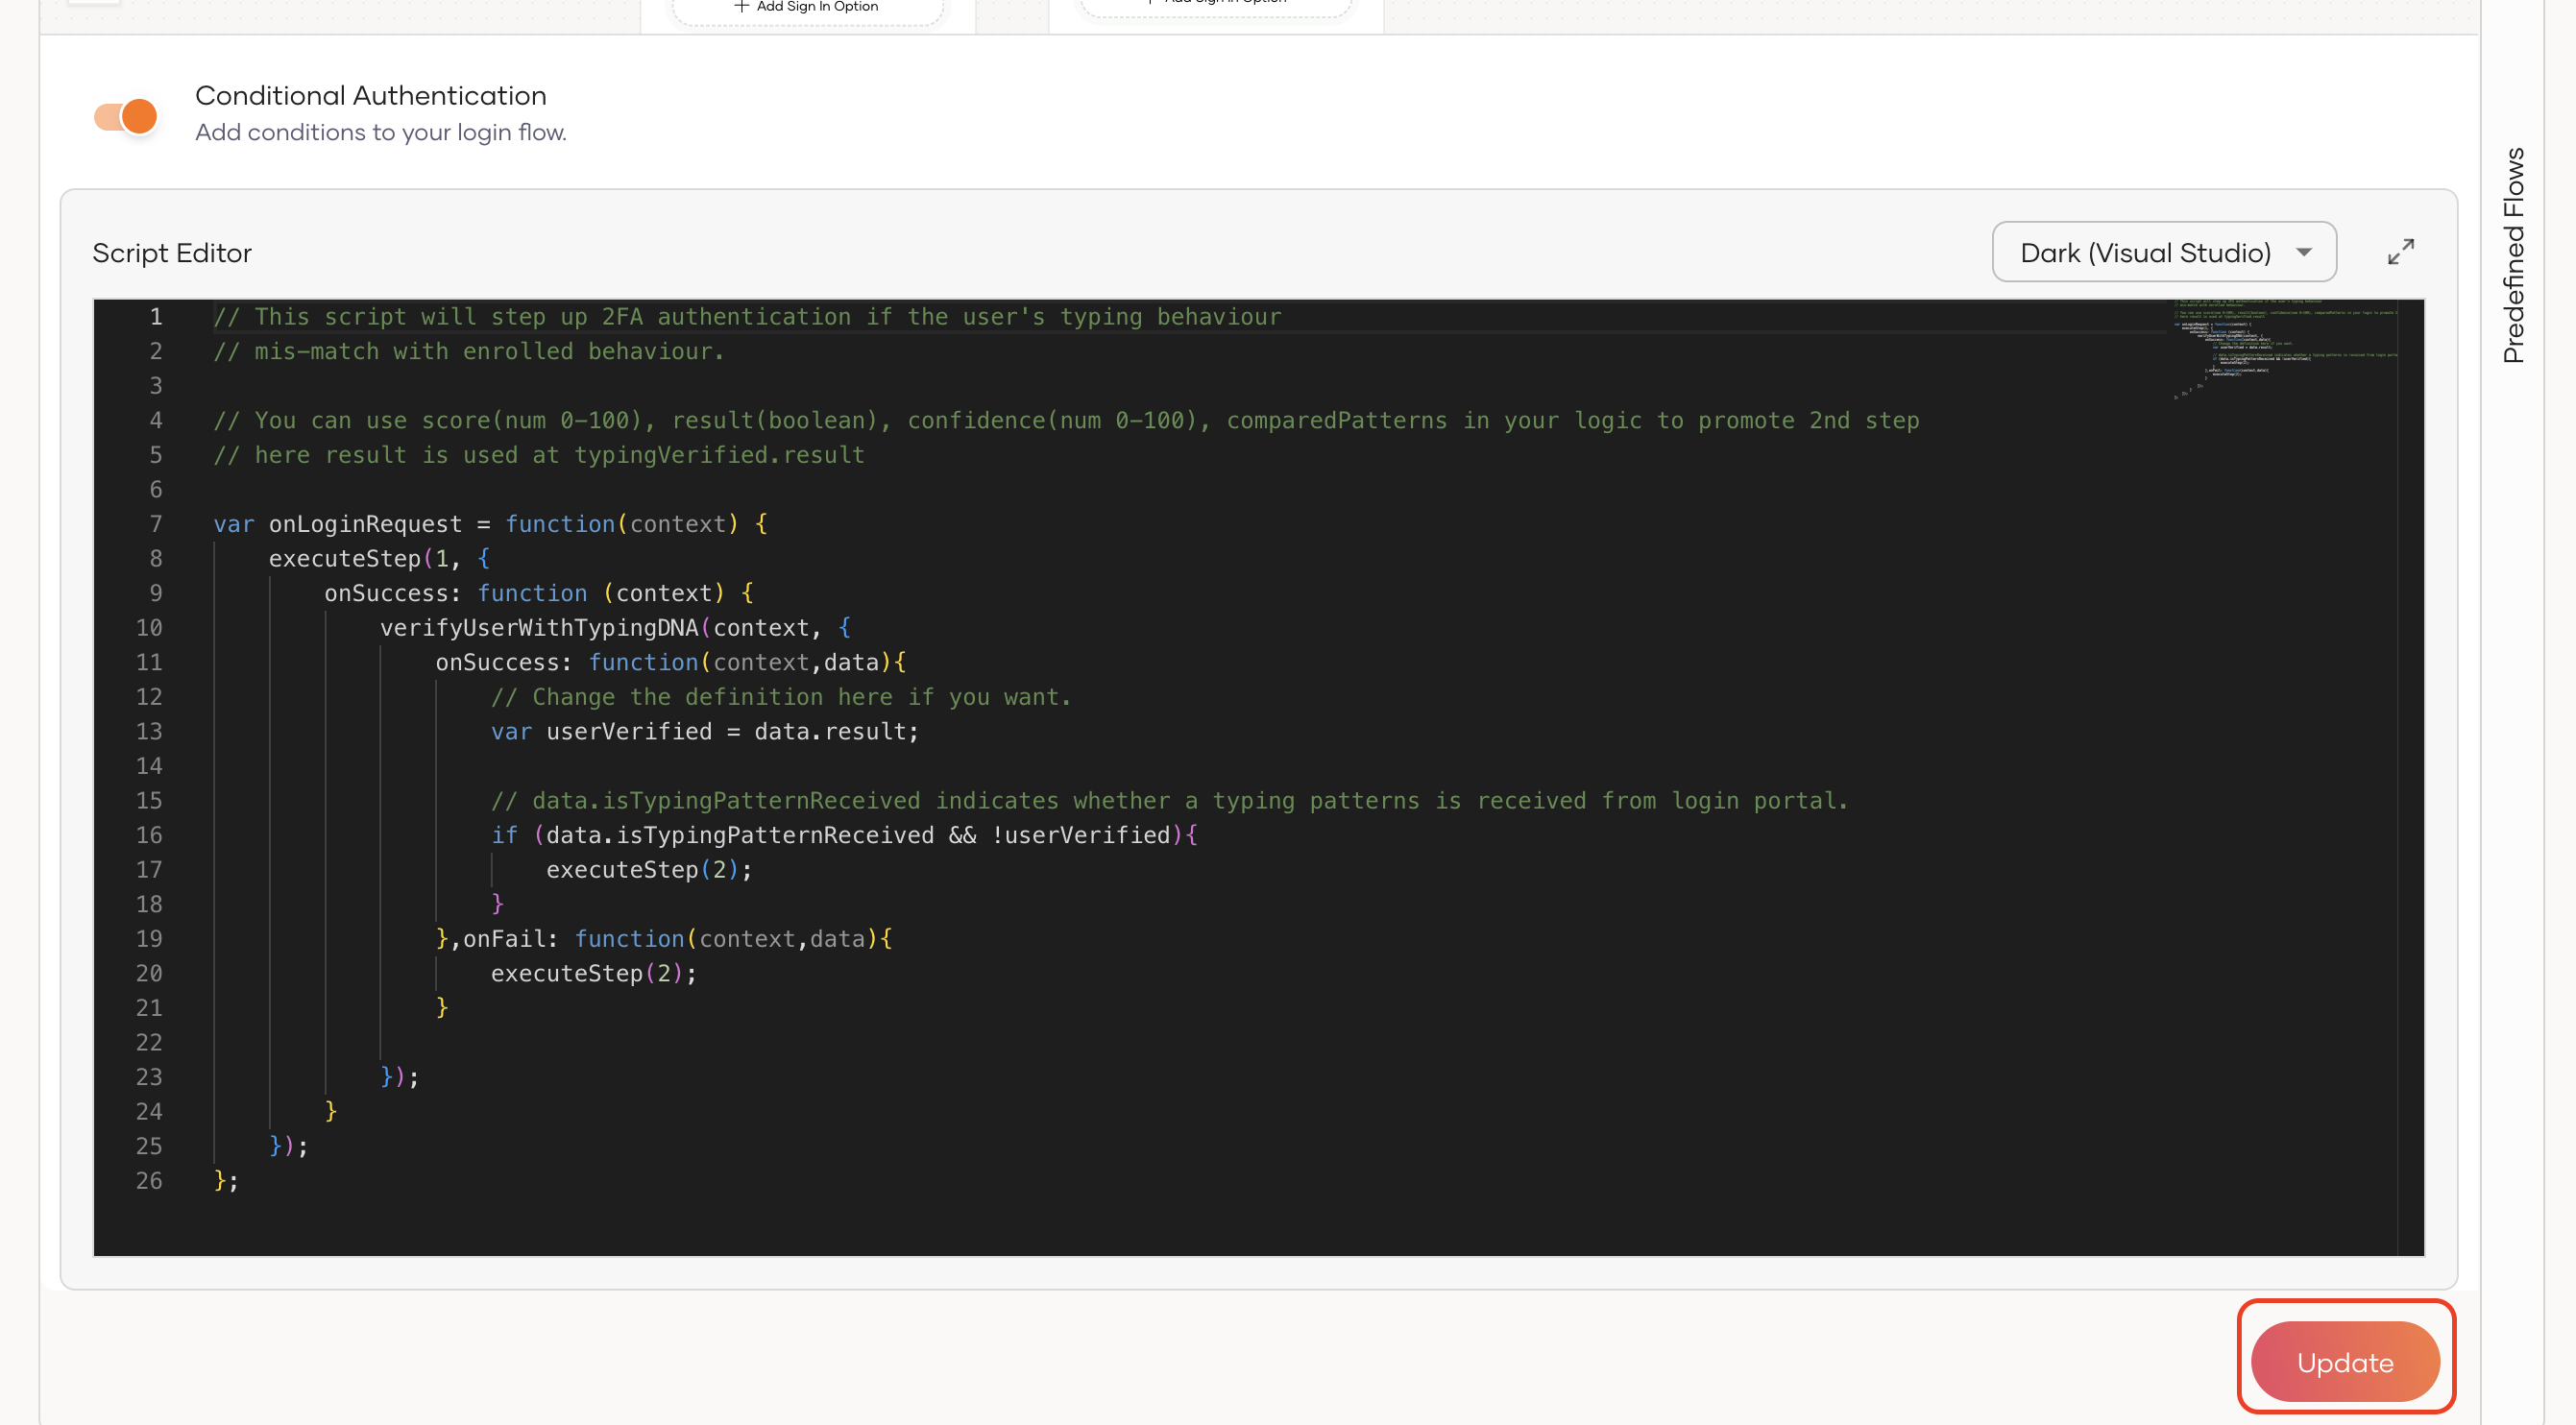 Add Sign In Option
Add Sign In Option
Conditional Authentication
Add conditions to your login flow.
Predefined Flows
Script Editor
Dark (Visual Studio)
1 // This script will step up 2FA authentication if the user's typing behaviour
2 // mis-match with enrolled behaviour.
3
4 // You can use score(num 0-100), result(boolean), confidence(num 0-100), comparedPatterns in your logic to promote 2nd step
5 // here result is used at typingVerified.result
6
7 var onLoginRequest = function(context) {
8 executeStep(1, {
9 onSuccess: function (context) {
10 verifyUserWithTypingDNA(context, {
11 onSuccess: function(context,data){
12 // Change the definition here if you want.
13 var userVerified = data.result;
14
15 // data.isTypingPatternReceived indicates whether a typing patterns is received from login portal.
16 if (data.isTypingPatternReceived && !userVerified){
17 executeStep(2);
18 }
19 },onFail: function(context,data){
20 executeStep(2);
21 }
22
23 });
24 }
25 });
26 };
Update